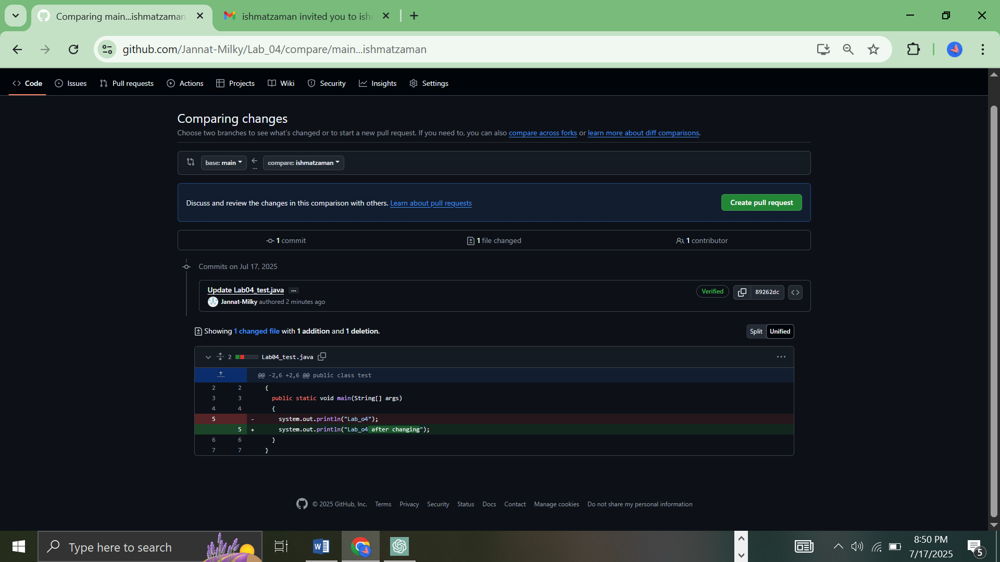 Comparing main...ishmatzaman
ishmatzaman invited you to ish
github.com/Jannat-Milky/Lab_04/compare/main...ishmatzaman
Code Issues Pull requests Actions Projects Wiki Security Insights Settings
Comparing changes
Choose two branches to see what's changed or to start a new pull request. If you need to, you can also compare across forks or learn more about diff comparisons.
base: main compare: ishmatzaman
...
Discuss and review the changes in this comparison with others. Learn about pull requests Create pull request
1 commit 1 file changed 1 contributor
Commits on Jul 17, 2025
Update Lab04_test.java ... Verified 89262dc
Jannat-Milky authored 2 minutes ago
Showing 1 changed file with 1 addition and 1 deletion. Split Unified
2 Lab04_test.java
@@ -2,6 +2,6 @@ public class test
2 2 {
3 3 public static void main(String[] args)
4 4 {
5 - system.out.println("Lab_o4");
5 + system.out.println("Lab_o4 after changing");
6 6 }
7 7 }
© 2025 GitHub, Inc. Terms Privacy Security Status Docs Contact Manage cookies Do not share my personal information
Type here to search
W
8:50 PM
7/17/2025
5